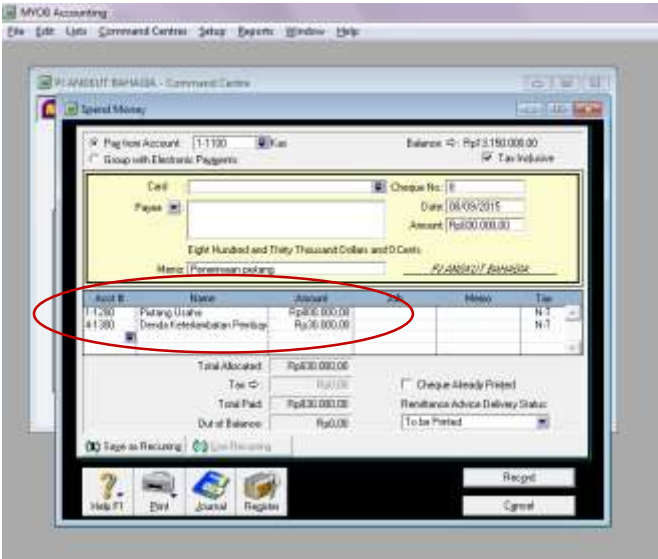 MYOB Accounting
File Edit Lists Command Centres Setup Reports Window Help
PJ ANGKUT BAHAGIA - Command Centre
Spend Money
Pay from Account: 1-1100 Kas Balance: Rp13.150.000,00
Group with Electronic Payments Tax Inclusive
Card: Cheque No.: 8
Payee: Date: 08/09/2015
Amount: Rp830.000,00
Eight Hundred and Thirty Thousand Dollars and 0 Cents
Memo: Penerimaan piutang PJ ANGKUT BAHAGIA
Acct # Name Amount Job Memo Tax
1-1200 Piutang Usaha Rp800.000,00 N-T
4-1300 Denda Keterlambatan Rp30.000,00 N-T
Total Allocated: Rp830.000,00
Tax: Rp0,00 Cheque Already Printed
Total Paid: Rp830.000,00 Remittance Advice Delivery Status:
Out of Balance: Rp0,00 To be Printed
Save as Recurring Use Recurring
Record
Help F1 Print Journal Register Cancel